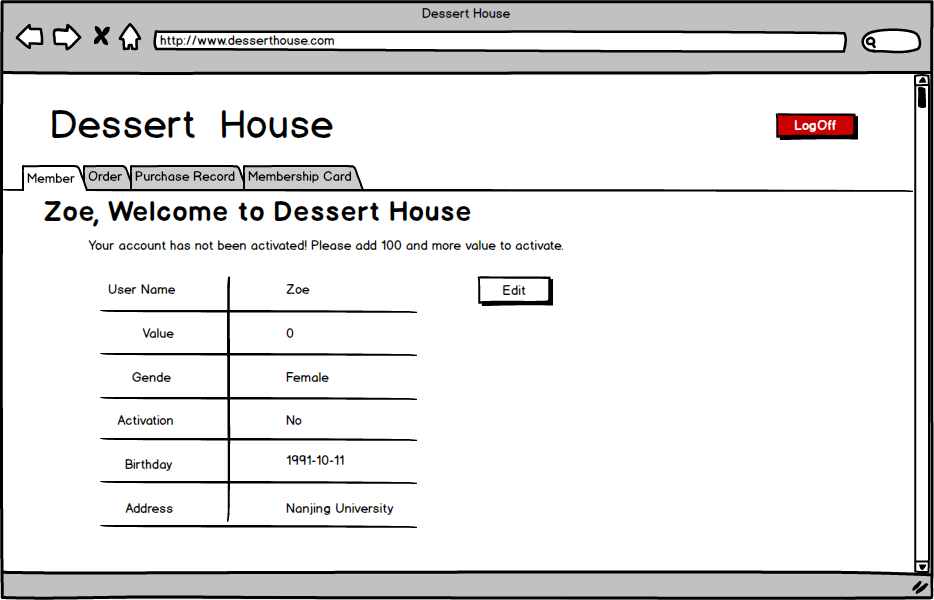 Dessert House
http://www.desserthouse.com
Dessert House
LogOff
Member Order Purchase Record Membership Card
Zoe, Welcome to Dessert House
Your account has not been activated! Please add 100 and more value to activate.
User Name Zoe Edit
Value 0
Gende Female
Activation No
Birthday 1991-10-11
Address Nanjing University